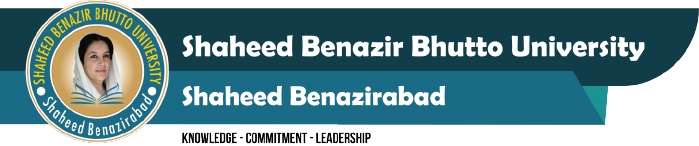 SHAHEED BENAZIR BHUTTO UNIVERSITY
Shaheed Benazirabad
Shaheed Benazir Bhutto University
Shaheed Benazirabad
KNOWLEDGE - COMMITMENT - LEADERSHIP